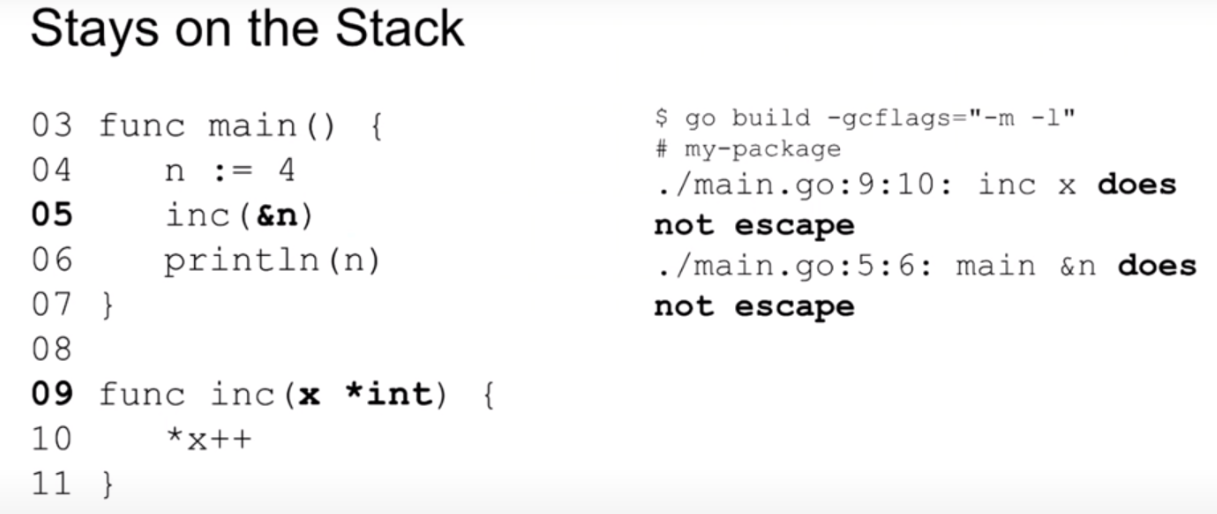 Stays on the Stack
03 func main() {
04     n := 4
05     inc(&n)
06     println(n)
07 }
08
09 func inc(x *int) {
10     *x++
11 }
$ go build -gcflags="-m -l"
# my-package
./main.go:9:10: inc x does
not escape
./main.go:5:6: main &n does
not escape